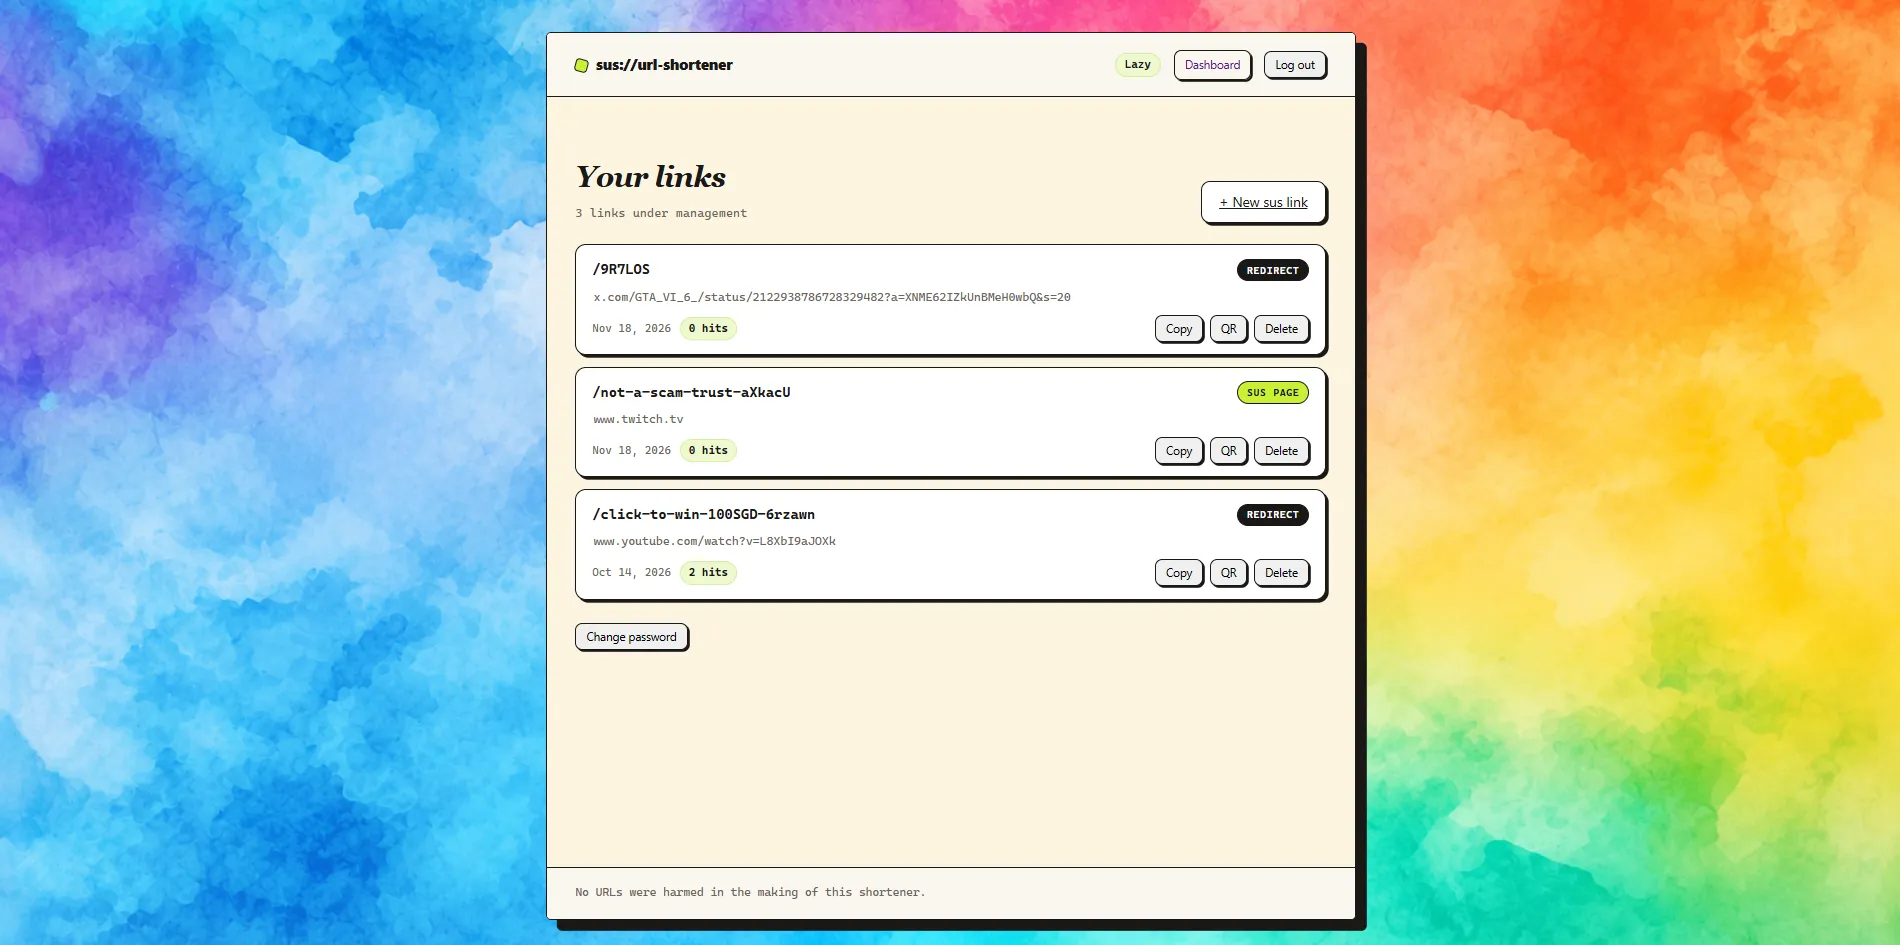 sus://url-shortener
Lazy
Dashboard
Log out
Your links
3 links under management
+ New sus link
/9R7LOS
REDIRECT
x.com/GTA_VI_6_/status/2122938786728329482?a=XNME62IZkUnBMeH0wbQ&s=20
Nov 18, 2026
0 hits
Copy
QR
Delete
/not-a-scam-trust-aXkacU
SUS PAGE
www.twitch.tv
Nov 18, 2026
0 hits
Copy
QR
Delete
/click-to-win-100SGD-6rzawn
REDIRECT
www.youtube.com/watch?v=L8XbI9aJOXk
Oct 14, 2026
2 hits
Copy
QR
Delete
Change password
No URLs were harmed in the making of this shortener.